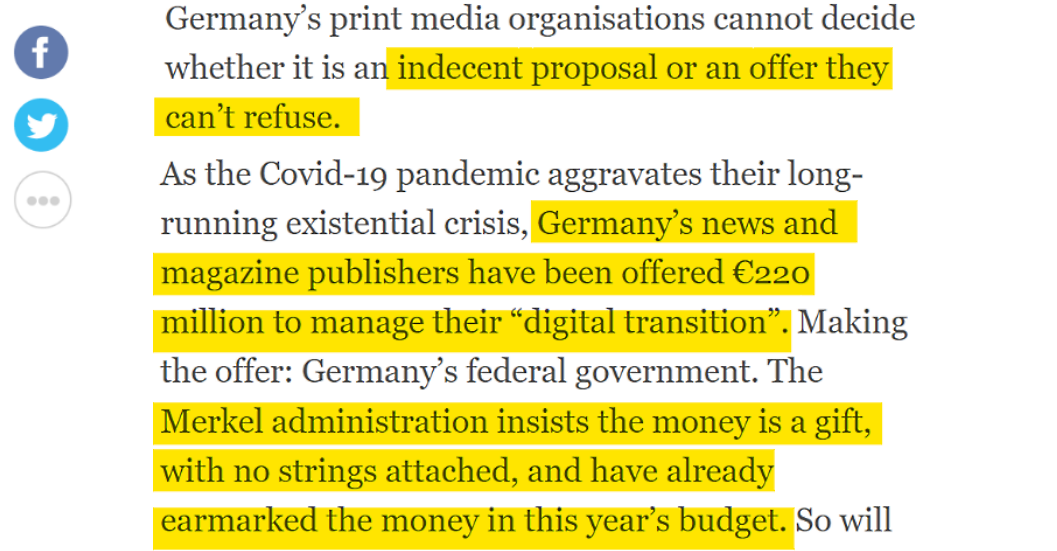 Germany’s print media organisations cannot decide
whether it is an indecent proposal or an offer they
can’t refuse.
As the Covid-19 pandemic aggravates their long-
running existential crisis, Germany’s news and
magazine publishers have been offered €220
million to manage their “digital transition”. Making
the offer: Germany’s federal government. The
Merkel administration insists the money is a gift,
with no strings attached, and have already
earmarked the money in this year’s budget. So will